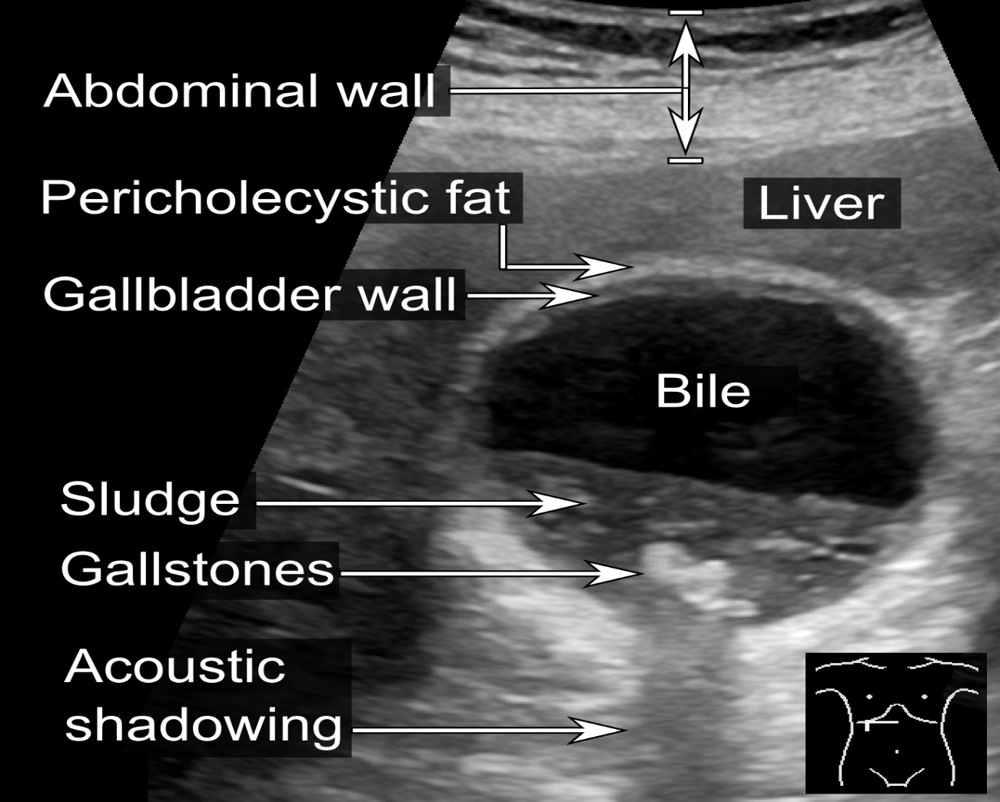 Abdominal wall
Pericholecystic fat
Liver
Gallbladder wall
Bile
Sludge
Gallstones
Acoustic
shadowing